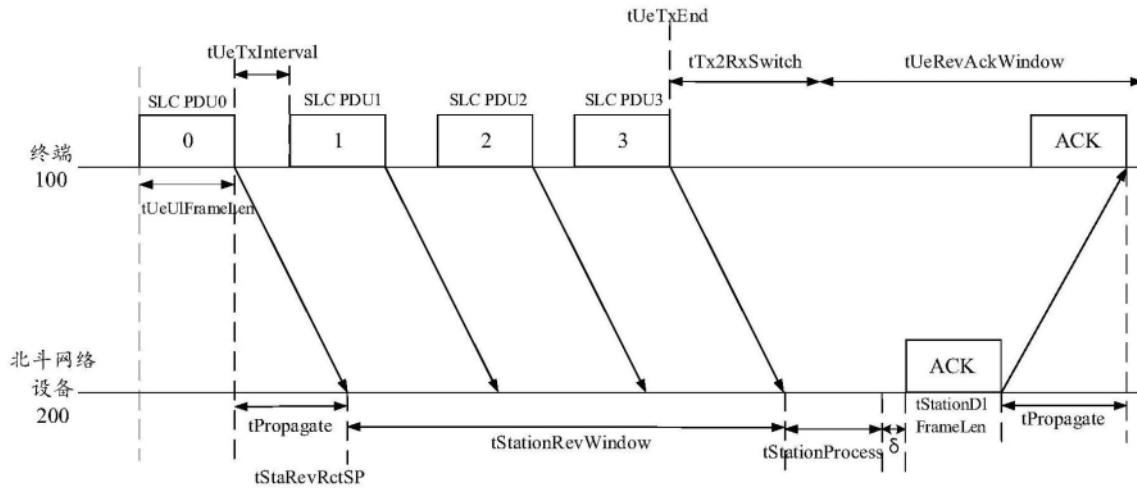 tUeTxEnd
tUeTxInterval
tTx2RxSwitch
tUeRevAckWindow
SLC PDU0
SLC PDU1
SLC PDU2
SLC PDU3
0
1
2
3
ACK
终端
100
tUeUlFrameLen
北斗网络
设备
200
ACK
tPropagate
tStationRevWindow
tStationProcess
δ
tStationDl
FrameLen
tPropagate
tStaRevRctSP